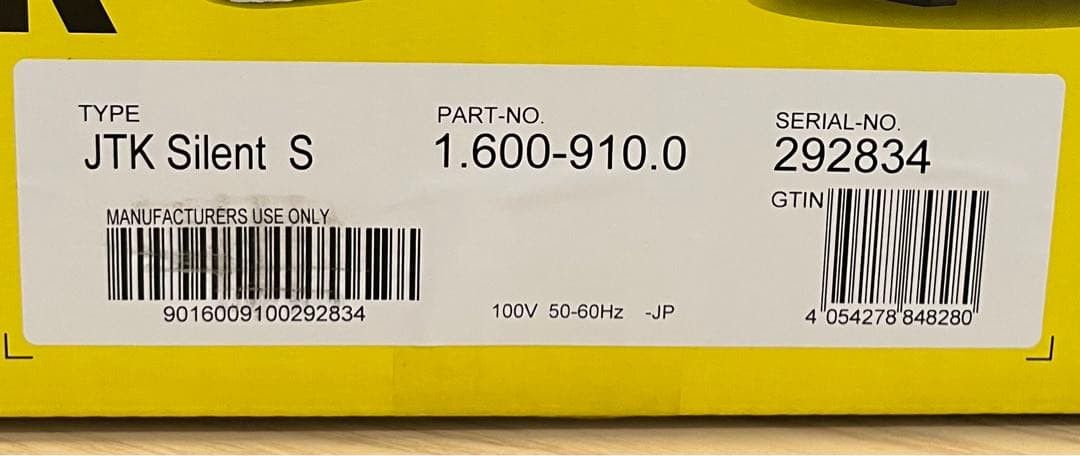 TYPE
JTK Silent S
PART-NO.
1.600-910.0
SERIAL-NO.
292834
GTIN
MANUFACTURERS USE ONLY
9016009100292834
100V 50-60Hz -JP
4 054278 848280